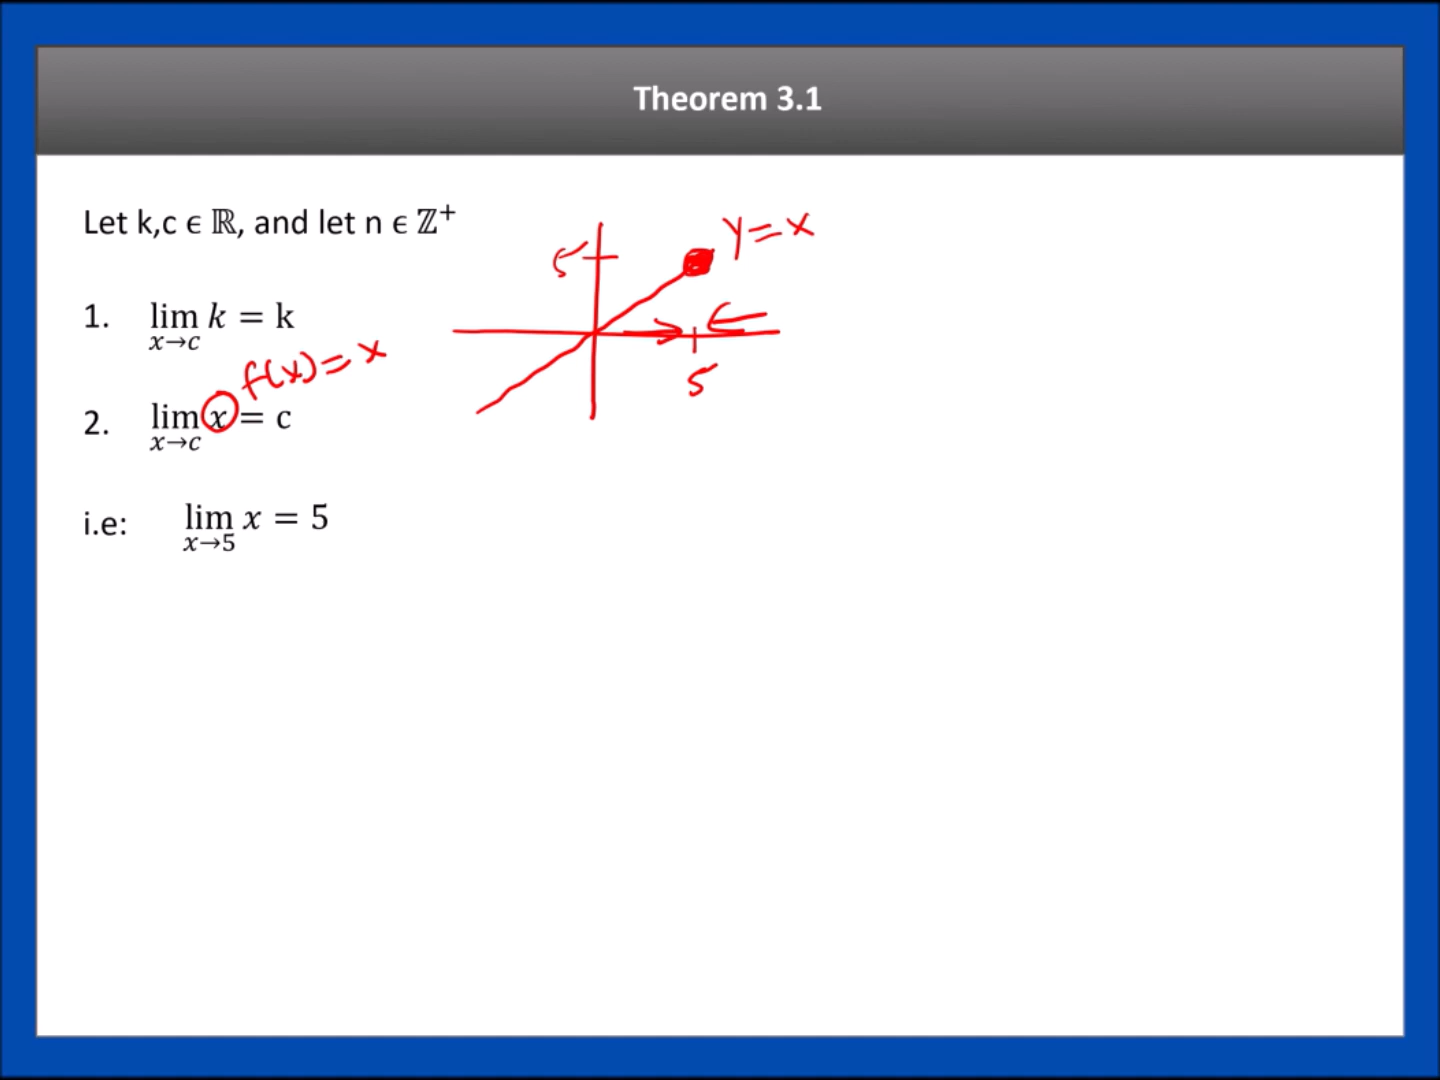 Theorem 3.1
Let k,c ϵ ℝ, and let n ϵ ℤ⁺
1. lim k = k
x→c
f(x) = x
2. lim x = c
x→c
i.e: lim x = 5
x→5
y = x
5
5